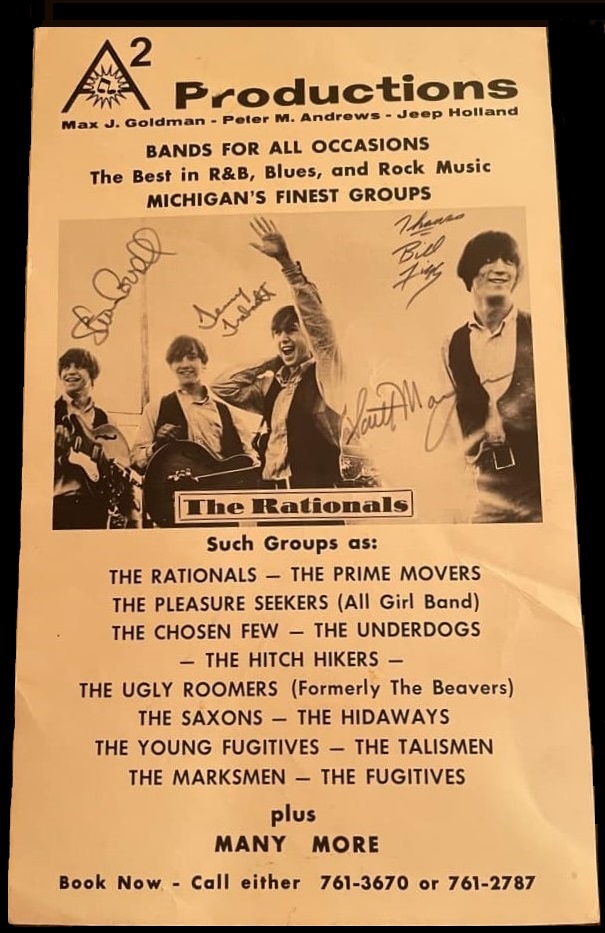 A²
Productions
Max J. Goldman - Peter M. Andrews - Jeep Holland
BANDS FOR ALL OCCASIONS
The Best in R&B, Blues, and Rock Music
MICHIGAN'S FINEST GROUPS
Thanks
Bill
Terry
Trabandt
Scott Morgan
The Rationals
Such Groups as:
THE RATIONALS — THE PRIME MOVERS
THE PLEASURE SEEKERS (All Girl Band)
THE CHOSEN FEW — THE UNDERDOGS
— THE HITCH HIKERS —
THE UGLY ROOMERS (Formerly The Beavers)
THE SAXONS — THE HIDAWAYS
THE YOUNG FUGITIVES — THE TALISMEN
THE MARKSMEN — THE FUGITIVES
plus
MANY MORE
Book Now - Call either 761-3670 or 761-2787